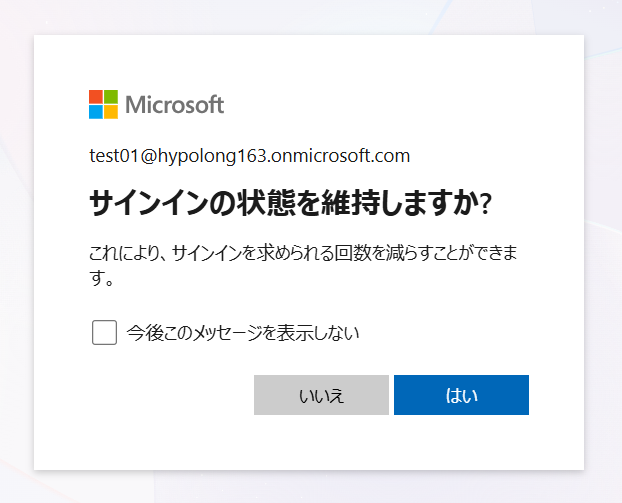 Microsoft
test01@hypolong163.onmicrosoft.com
サインインの状態を維持しますか?
これにより、サインインを求められる回数を減らすことができま
す。
今後このメッセージを表示しない
いいえ
はい